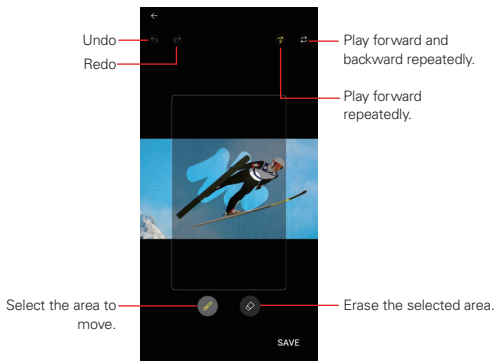 Undo
Redo
Play forward and
backward repeatedly.
Play forward
repeatedly.
Select the area to
move.
Erase the selected area.
SAVE